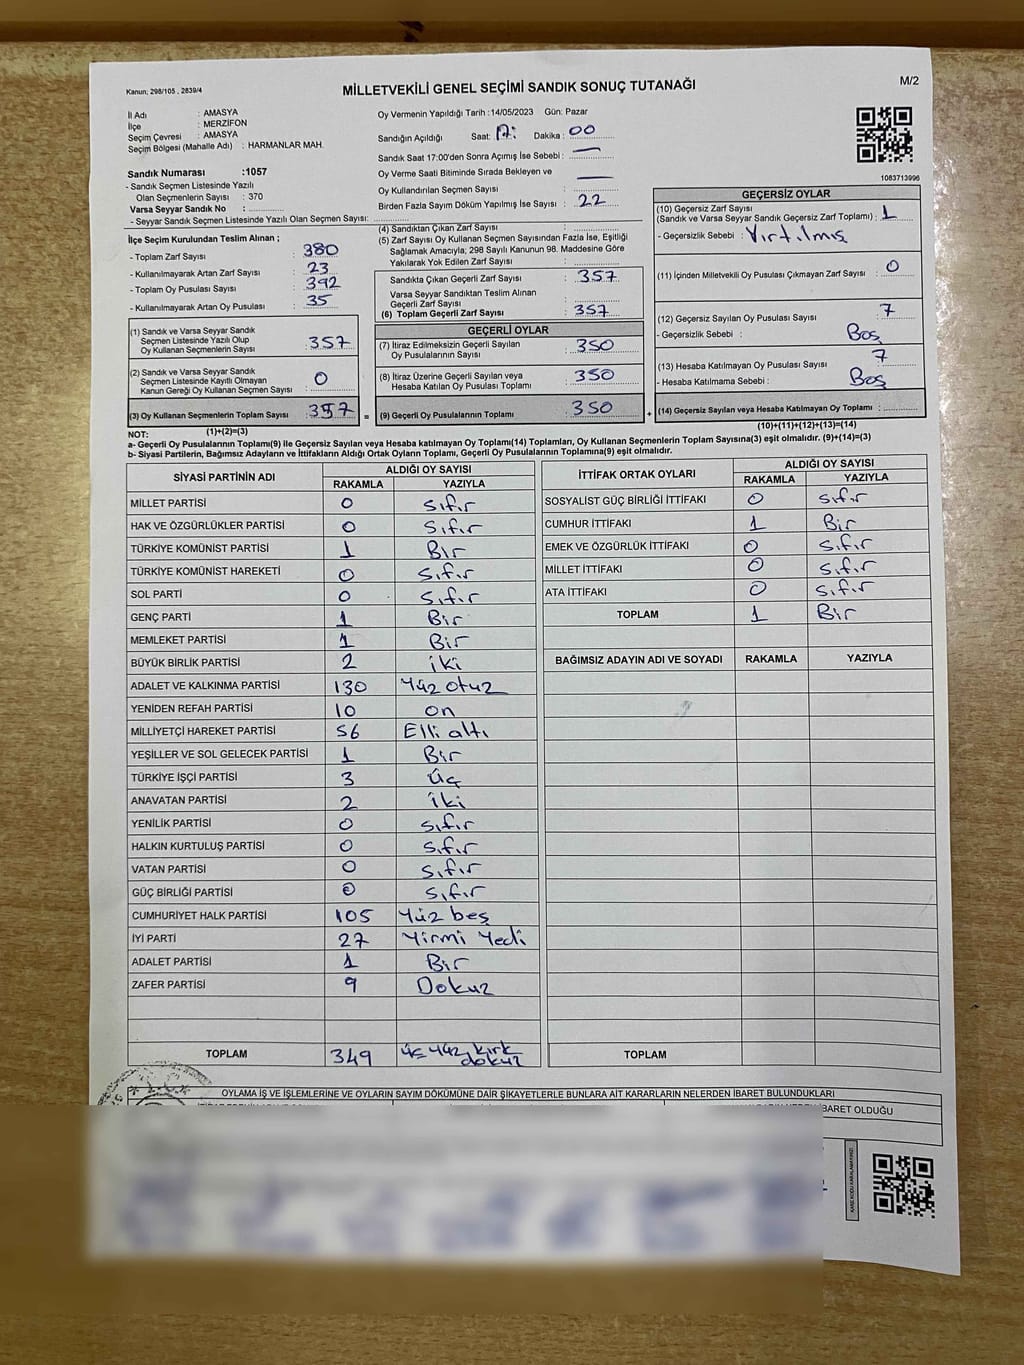 Kanun; 298/105 , 2839/4
MİLLETVEKİLİ GENEL SEÇİMİ SANDIK SONUÇ TUTANAĞI
M/2
İl Adı : AMASYA
İlçe : MERZİFON
Seçim Çevresi : AMASYA
Seçim Bölgesi (Mahalle Adı) : HARMANLAR MAH.
Sandık Numarası :1057
- Sandık Seçmen Listesinde Yazılı
Olan Seçmenlerin Sayısı : 370
Varsa Seyyar Sandık No :
- Seyyar Sandık Seçmen Listesinde Yazılı Olan Seçmen Sayısı:
Oy Vermenin Yapıldığı Tarih :14/05/2023 Gün: Pazar
Sandığın Açıldığı Saat: 17: Dakika : 00
Sandık Saat 17:00'den Sonra Açımış İse Sebebi :
Oy Verme Saati Bitiminde Sırada Bekleyen ve
Oy Kullandırılan Seçmen Sayısı :
Birden Fazla Sayım Döküm Yapılmış İse Sayısı : 22
1083713996
İlçe Seçim Kurulundan Teslim Alınan ;
- Toplam Zarf Sayısı : 380
- Kullanılmayarak Artan Zarf Sayısı : 23
- Toplam Oy Pusulası Sayısı : 392
- Kullanılmayarak Artan Oy Pusulası : 35
(1) Sandık ve Varsa Seyyar Sandık
Seçmen Listesinde Yazılı Olup
Oy Kullanan Seçmenlerin Sayısı : 357
(2) Sandık ve Varsa Seyyar Sandık
Seçmen Listesinde Kayıtlı Olmayan
Kanun Gereği Oy Kullanan Seçmen Sayısı : 0
(3) Oy Kullanan Seçmenlerin Toplam Sayısı : 357 =
(1)+(2)=(3)
(4) Sandıktan Çıkan Zarf Sayısı :
(5) Zarf Sayısı Oy Kullanan Seçmen Sayısından Fazla İse, Eşitliği
Sağlamak Amacıyla; 298 Sayılı Kanunun 98. Maddesine Göre
Yakılarak Yok Edilen Zarf Sayısı :
Sandıkta Çıkan Geçerli Zarf Sayısı : 357
Varsa Seyyar Sandıktan Teslim Alınan
Geçerli Zarf Sayısı :
(6) Toplam Geçerli Zarf Sayısı : 357
GEÇERLİ OYLAR
(7) İtiraz Edilmeksizin Geçerli Sayılan
Oy Pusulalarının Sayısı : 350
(8) İtiraz Üzerine Geçerli Sayılan veya
Hesaba Katılan Oy Pusulası Toplamı : 350
(9) Geçerli Oy Pusulalarının Toplamı : 350 +
GEÇERSİZ OYLAR
(10) Geçersiz Zarf Sayısı
(Sandık ve Varsa Seyyar Sandık Geçersiz Zarf Toplamı) : 1
- Geçersizlik Sebebi : Yırtılmış
(11) İçinden Milletvekili Oy Pusulası Çıkmayan Zarf Sayısı : 0
(12) Geçersiz Sayılan Oy Pusulası Sayısı : 7
- Geçersizlik Sebebi : Boş
(13) Hesaba Katılmayan Oy Pusulası Sayısı : 7
- Hesaba Katılmama Sebebi : Boş
(14) Geçersiz Sayılan veya Hesaba Katılmayan Oy Toplamı :
(10)+(11)+(12)+(13)=(14)
NOT:
a- Geçerli Oy Pusulalarının Toplamı(9) ile Geçersiz Sayılan veya Hesaba katılmayan Oy Toplamı(14) Toplamları, Oy Kullanan Seçmenlerin Toplam Sayısına(3) eşit olmalıdır. (9)+(14)=(3)
b- Siyasi Partilerin, Bağımsız Adayların ve İttifakların Aldığı Ortak Oyların Toplamı, Geçerli Oy Pusulalarının Toplamına(9) eşit olmalıdır.
SİYASİ PARTİNİN ADI ALDIĞI OY SAYISI
RAKAMLA YAZIYLA
MİLLET PARTİSİ 0 sıfır
HAK VE ÖZGÜRLÜKLER PARTİSİ 0 sıfır
TÜRKİYE KOMÜNİST PARTİSİ 1 Bir
TÜRKİYE KOMÜNİST HAREKETİ 0 sıfır
SOL PARTİ 0 sıfır
GENÇ PARTİ 1 Bir
MEMLEKET PARTİSİ 1 Bir
BÜYÜK BİRLİK PARTİSİ 2 iki
ADALET VE KALKINMA PARTİSİ 130 Yüz otuz
YENİDEN REFAH PARTİSİ 10 on
MİLLİYETÇİ HAREKET PARTİSİ 56 Elli altı
YEŞİLLER VE SOL GELECEK PARTİSİ 1 Bir
TÜRKİYE İŞÇİ PARTİSİ 3 Üç
ANAVATAN PARTİSİ 2 iki
YENİLİK PARTİSİ 0 sıfır
HALKIN KURTULUŞ PARTİSİ 0 sıfır
VATAN PARTİSİ 0 sıfır
GÜÇ BİRLİĞİ PARTİSİ 0 sıfır
CUMHURİYET HALK PARTİSİ 105 Yüz beş
İYİ PARTİ 27 Yirmi Yedi
ADALET PARTİSİ 1 Bir
ZAFER PARTİSİ 9 Dokuz
TOPLAM 349 üç yüz kırk
dokuz
İTTİFAK ORTAK OYLARI ALDIĞI OY SAYISI
RAKAMLA YAZIYLA
SOSYALİST GÜÇ BİRLİĞİ İTTİFAKI 0 sıfır
CUMHUR İTTİFAKI 1 Bir
EMEK VE ÖZGÜRLÜK İTTİFAKI 0 sıfır
MİLLET İTTİFAKI 0 sıfır
ATA İTTİFAKI 0 sıfır
TOPLAM 1 Bir
BAĞIMSIZ ADAYIN ADI VE SOYADI RAKAMLA YAZIYLA
TOPLAM
OYLAMA İŞ VE İŞLEMLERİNE VE OYLARIN SAYIM DÖKÜMÜNE DAİR ŞİKAYETLERLE BUNLARA AİT KARARLARIN NELERDEN İBARET BULUNDUKLARI
İBARET OLDUĞU